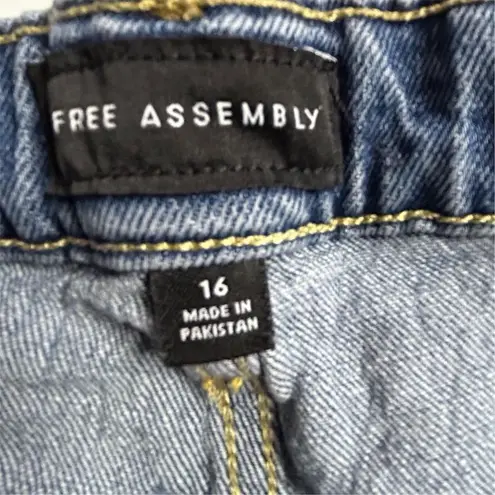 FREE ASSEMBLY
16
MADE IN
PAKISTAN